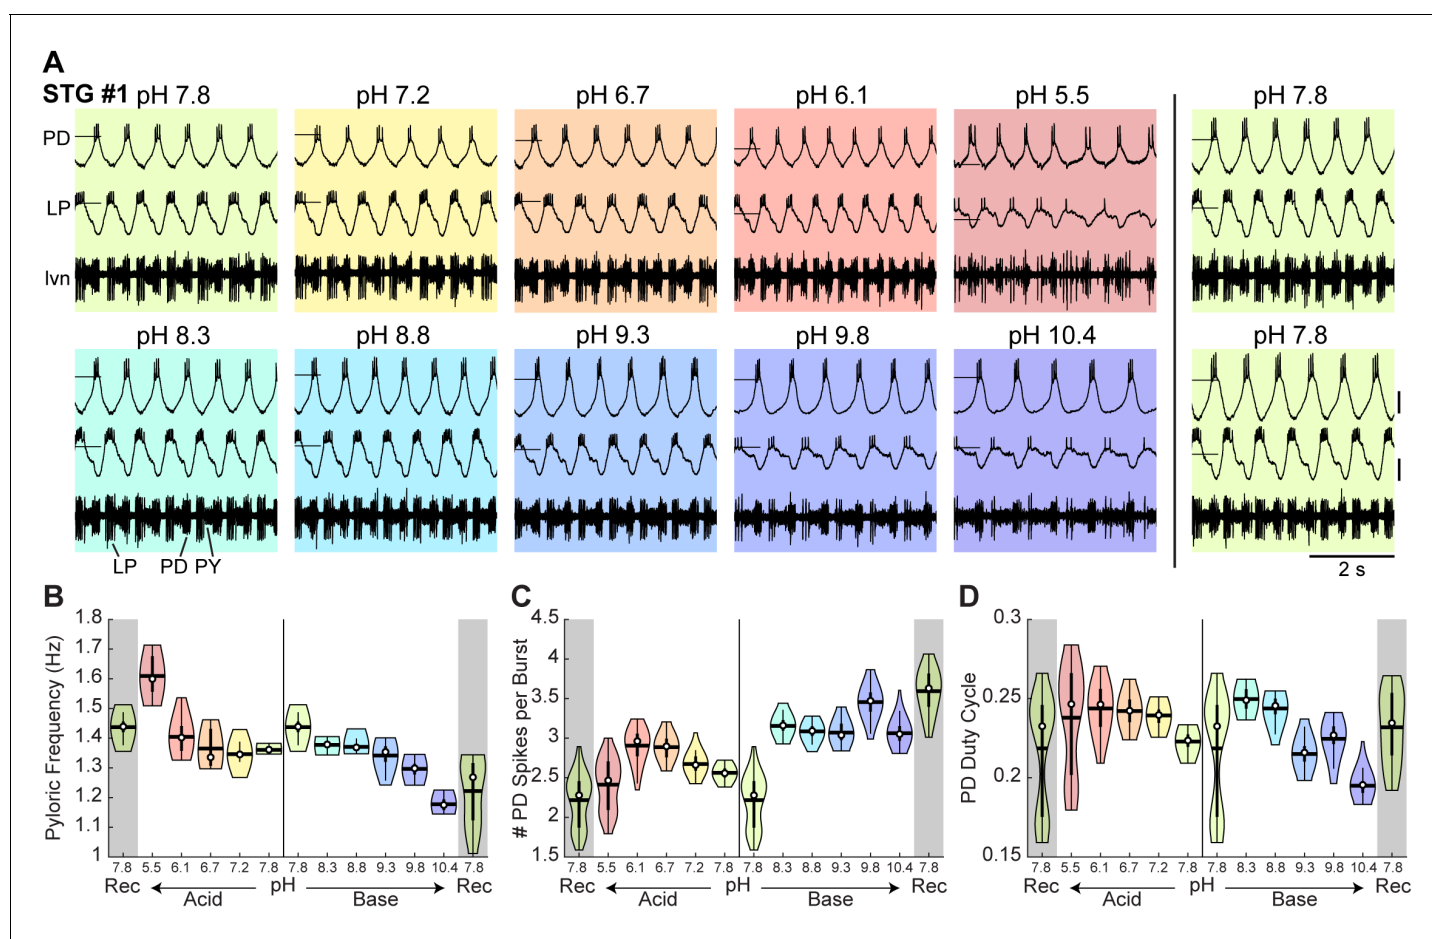 A
STG #1 pH 7.8 pH 7.2 pH 6.7 pH 6.1 pH 5.5 pH 7.8
PD
LP
lvn
pH 8.3 pH 8.8 pH 9.3 pH 9.8 pH 10.4 pH 7.8
LP PD PY
2 s
B
Pyloric Frequency (Hz)
1.8
1.7
1.6
1.5
1.4
1.3
1.2
1.1
1
7.8 5.5 6.1 6.7 7.2 7.8 7.8 8.3 8.8 9.3 9.8 10.4 7.8
Rec Acid pH Base Rec
C
# PD Spikes per Burst
4.5
4
3.5
3
2.5
2
1.5
7.8 5.5 6.1 6.7 7.2 7.8 7.8 8.3 8.8 9.3 9.8 10.4 7.8
Rec Acid pH Base Rec
D
PD Duty Cycle
0.3
0.25
0.2
0.15
7.8 5.5 6.1 6.7 7.2 7.8 7.8 8.3 8.8 9.3 9.8 10.4 7.8
Rec Acid pH Base Rec